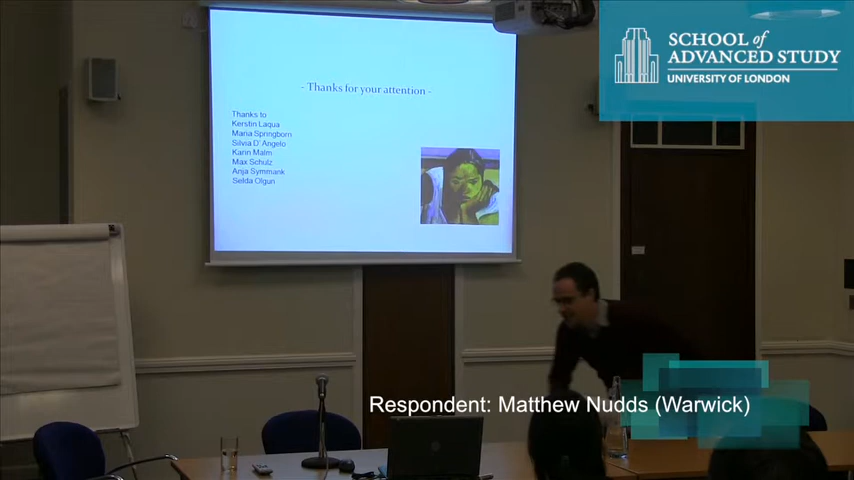 SCHOOL of
ADVANCED STUDY
UNIVERSITY OF LONDON
- Thanks for your attention -
Thanks to
Kerstin Laqua
Maria Springborn
Silvia D' Angelo
Karin Malm
Max Schulz
Anja Symmank
Selda Olgun
Respondent: Matthew Nudds (Warwick)